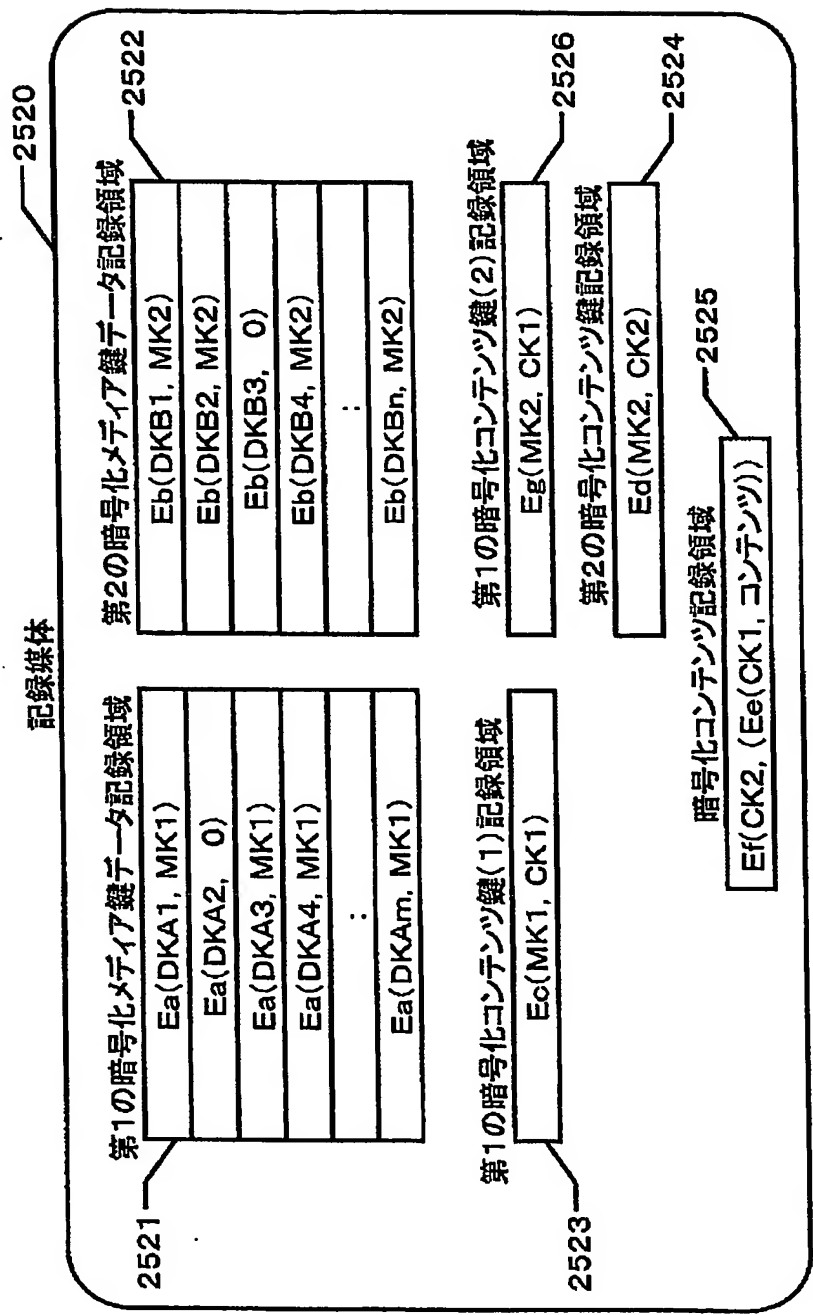 記録媒体
2520
第1の暗号化メディア鍵データ記録領域
2521
Ea(DKA1, MK1)
Ea(DKA2, 0)
Ea(DKA3, MK1)
Ea(DKA4, MK1)
:
Ea(DKAm, MK1)
第2の暗号化メディア鍵データ記録領域
2522
Eb(DKB1, MK2)
Eb(DKB2, MK2)
Eb(DKB3, 0)
Eb(DKB4, MK2)
:
Eb(DKBn, MK2)
第1の暗号化コンテンツ鍵(1)記録領域
2523
Ec(MK1, CK1)
第1の暗号化コンテンツ鍵(2)記録領域
2526
Eg(MK2, CK1)
第2の暗号化コンテンツ鍵記録領域
2524
Ed(MK2, CK2)
暗号化コンテンツ記録領域
2525
Ef(CK2, (Ee(CK1, コンテンツ))